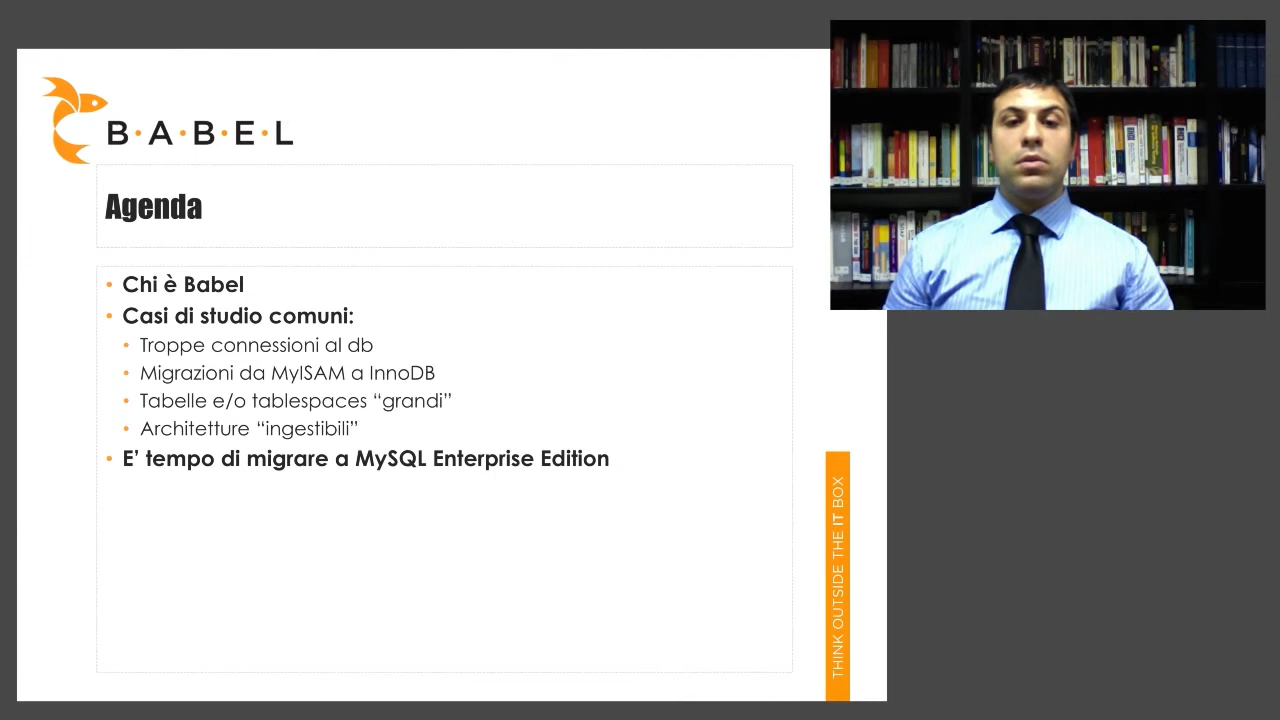 B·A·B·E·L
Agenda
• Chi è Babel
• Casi di studio comuni:
• Troppe connessioni al db
• Migrazioni da MyISAM a InnoDB
• Tabelle e/o tablespaces “grandi”
• Architetture “ingestibili”
• E’ tempo di migrare a MySQL Enterprise Edition
THINK OUTSIDE THE IT BOX